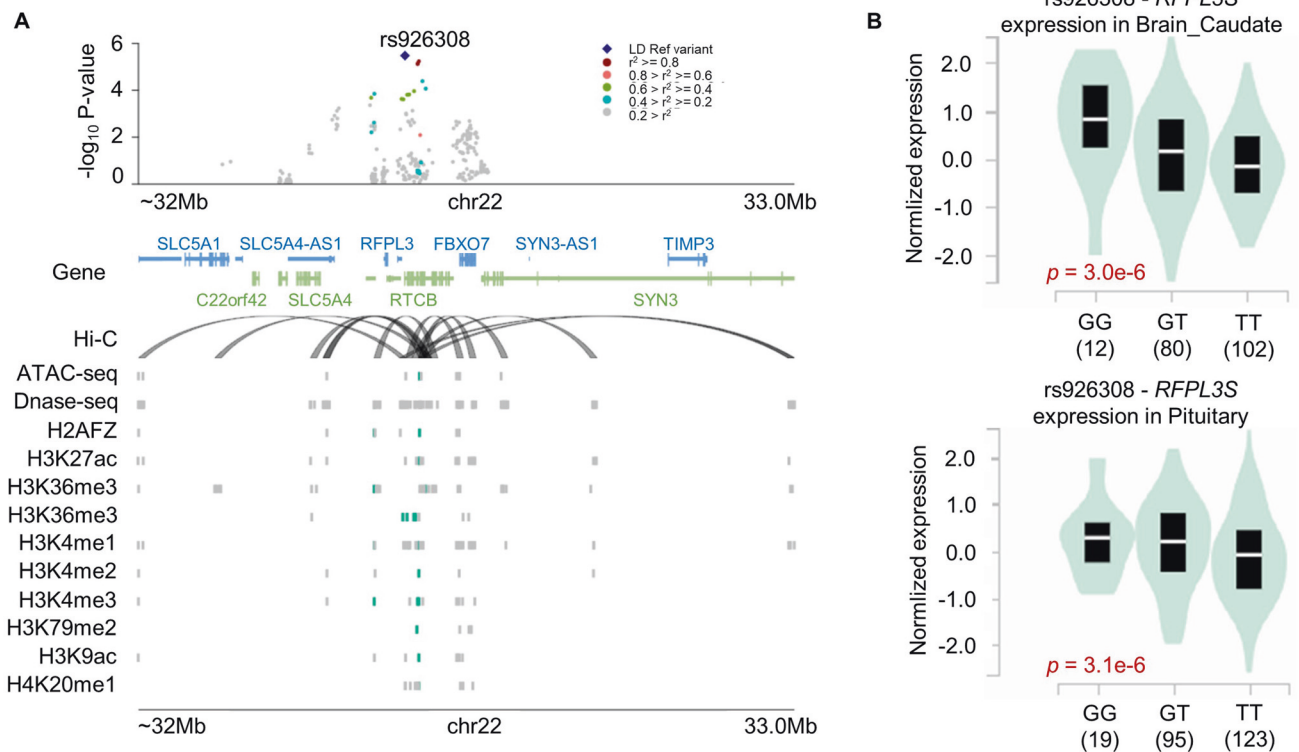 A
rs926308
-log10 P-value
6
4
2
0
LD Ref variant
r² >= 0.8
0.8 > r² >= 0.6
0.6 > r² >= 0.4
0.4 > r² >= 0.2
0.2 > r²
~32Mb chr22 33.0Mb
SLC5A1 SLC5A4-AS1 RFPL3 FBXO7 SYN3-AS1 TIMP3
Gene
C22orf42 SLC5A4 RTCB SYN3
Hi-C
ATAC-seq
Dnase-seq
H2AFZ
H3K27ac
H3K36me3
H3K36me3
H3K4me1
H3K4me2
H3K4me3
H3K79me2
H3K9ac
H4K20me1
~32Mb chr22 33.0Mb
B
rs926308 - RFPL3S
expression in Brain_Caudate
Normlized expression
2.0
1.0
0.0
-1.0
-2.0
p = 3.0e-6
GG GT TT
(12) (80) (102)
rs926308 - RFPL3S
expression in Pituitary
Normlized expression
2.0
1.0
0.0
-1.0
-2.0
p = 3.1e-6
GG GT TT
(19) (95) (123)